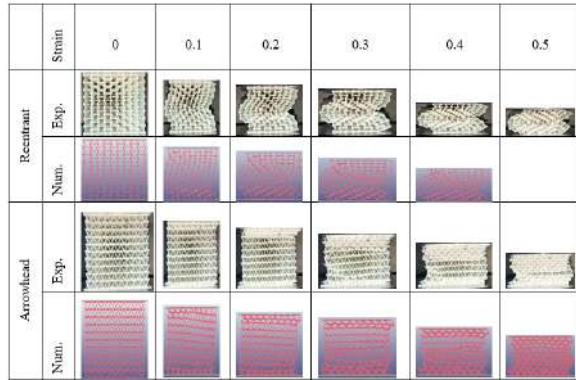 Strain 0 0.1 0.2 0.3 0.4 0.5
Reentrant
Exp.
Num.
Arrowhead
Exp.
Num.